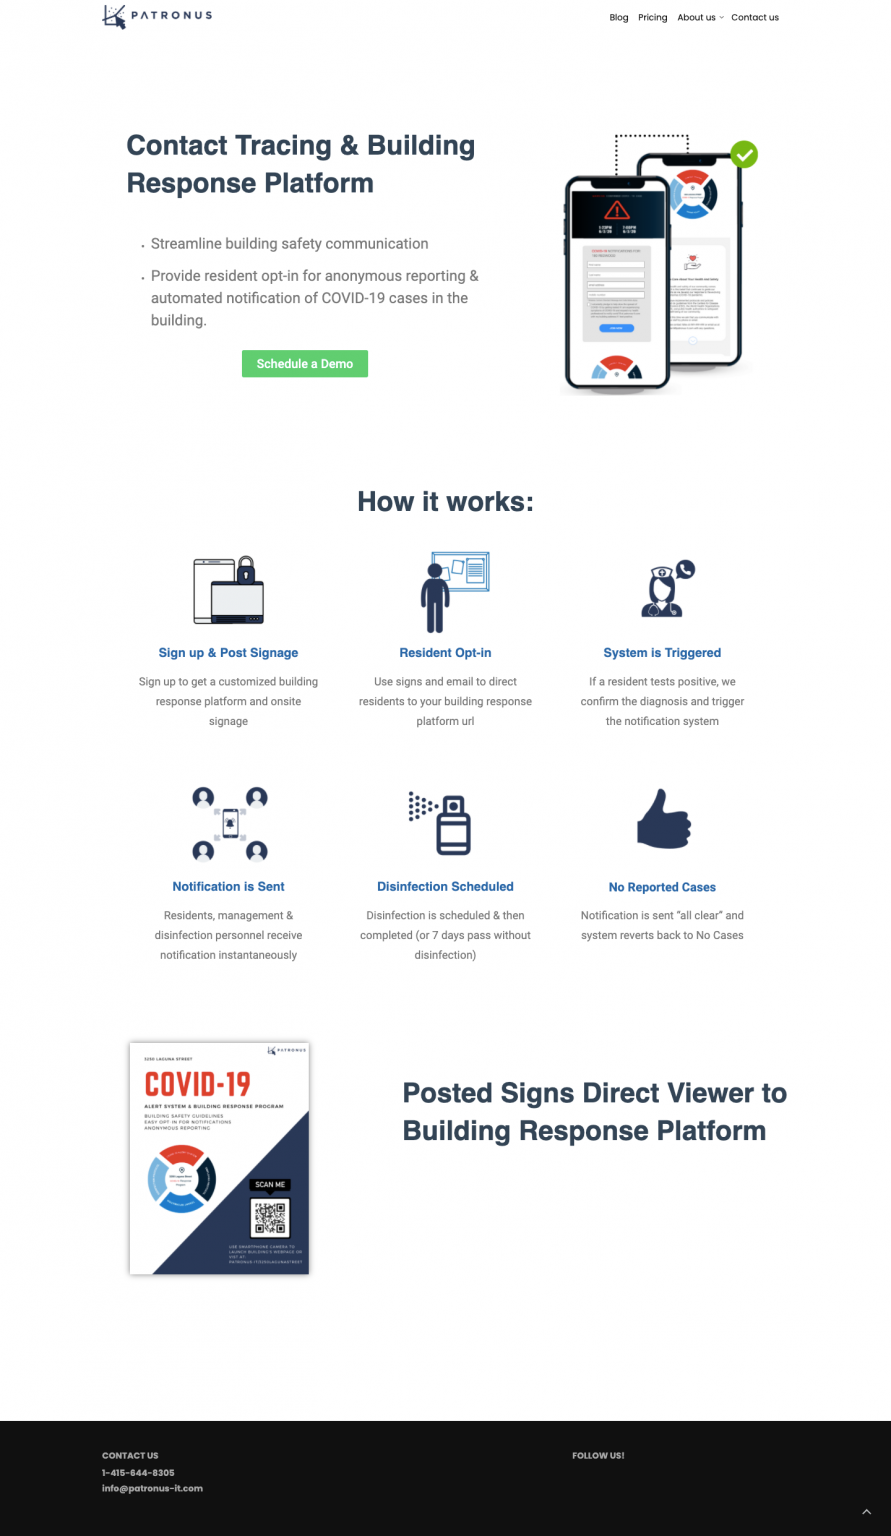 PATRONUS
Blog
Pricing
About us
Contact us
Contact Tracing & Building
Response Platform
Streamline building safety communication
Provide resident opt-in for anonymous reporting &
automated notification of COVID-19 cases in the
building.
Schedule a Demo
How it works:
Sign up & Post Signage
Sign up to get a customized building
response platform and onsite
signage
Resident Opt-in
Use signs and email to direct
residents to your building response
platform url
System is Triggered
If a resident tests positive, we
confirm the diagnosis and trigger
the notification system
Notification is Sent
Residents, management &
disinfection personnel receive
notification instantaneously
Disinfection Scheduled
Disinfection is scheduled & then
completed (or 7 days pass without
disinfection)
No Reported Cases
Notification is sent “all clear” and
system reverts back to No Cases
PATRONUS
COVID-19
ALERT SYSTEM & BUILDING RESPONSE PROGRAM
BUILDING SAFETY GUIDELINES
EASY OPT IN FOR NOTIFICATIONS
ANONYMOUS REPORTING
SCAN ME
USE SMARTPHONE CAMERA TO
LAUNCH BUILDING'S WEBPAGE OR
VISIT AT:
Posted Signs Direct Viewer to
Building Response Platform
CONTACT US
1-415-644-8305
info@patronus-it.com
FOLLOW US!